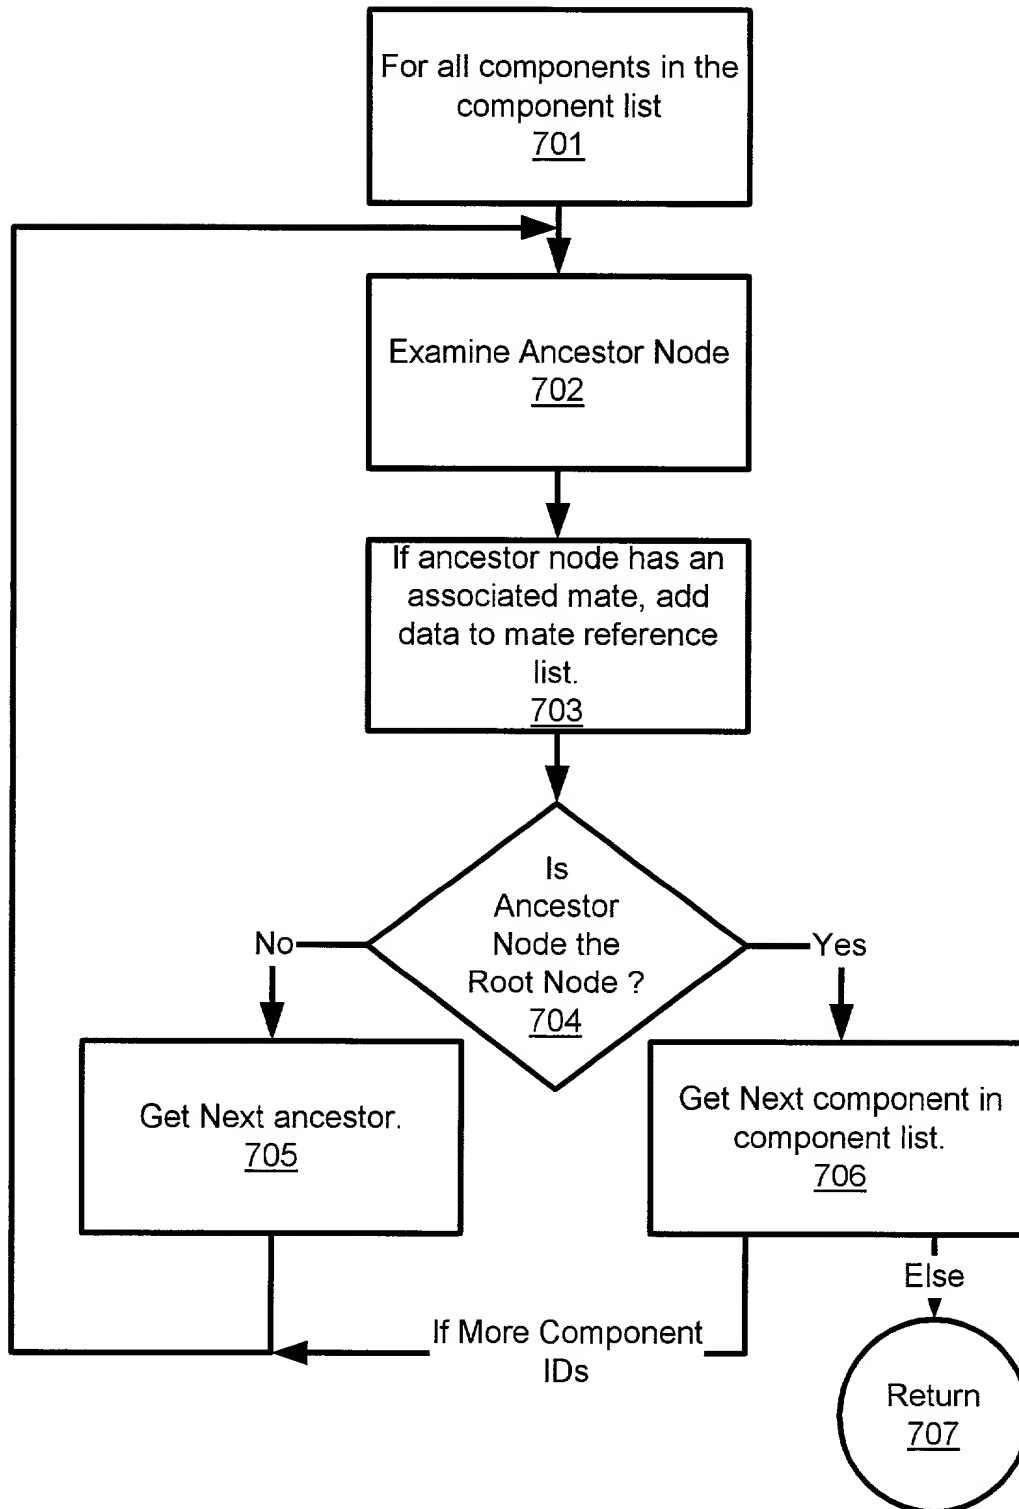 For all components in the
component list
701
Examine Ancestor Node
702
If ancestor node has an
associated mate, add
data to mate reference
list.
703
Is
Ancestor
Node the
Root Node ?
704
No
Yes
Get Next ancestor.
705
Get Next component in
component list.
706
Else
If More Component
IDs
Return
707